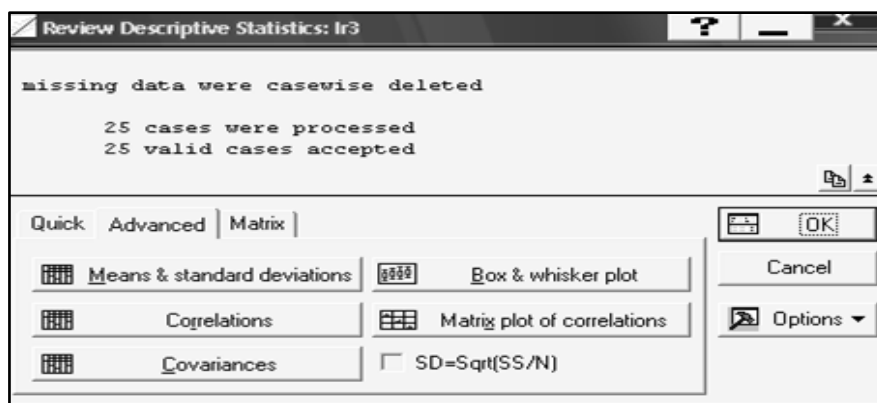 Review Descriptive Statistics: lr3
? _ X
missing data were casewise deleted
25 cases were processed
25 valid cases accepted
Quick Advanced Matrix
OK
Means & standard deviations
Box & whisker plot
Cancel
Correlations
Matrix plot of correlations
Options
Covariances
SD=Sqrt(SS/N)